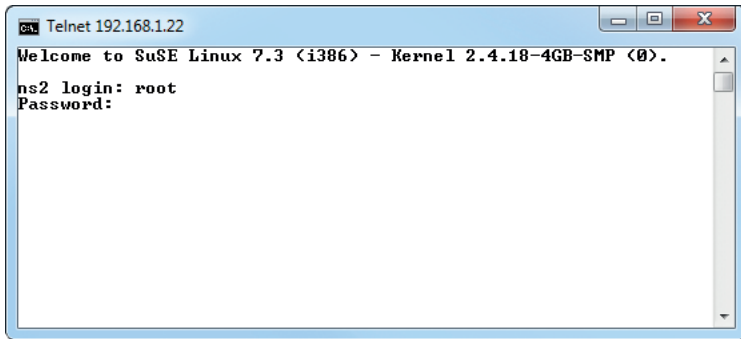 Telnet 192.168.1.22
Welcome to SuSE Linux 7.3 (i386) - Kernel 2.4.18-4GB-SMP (0).
ns2 login: root
Password: